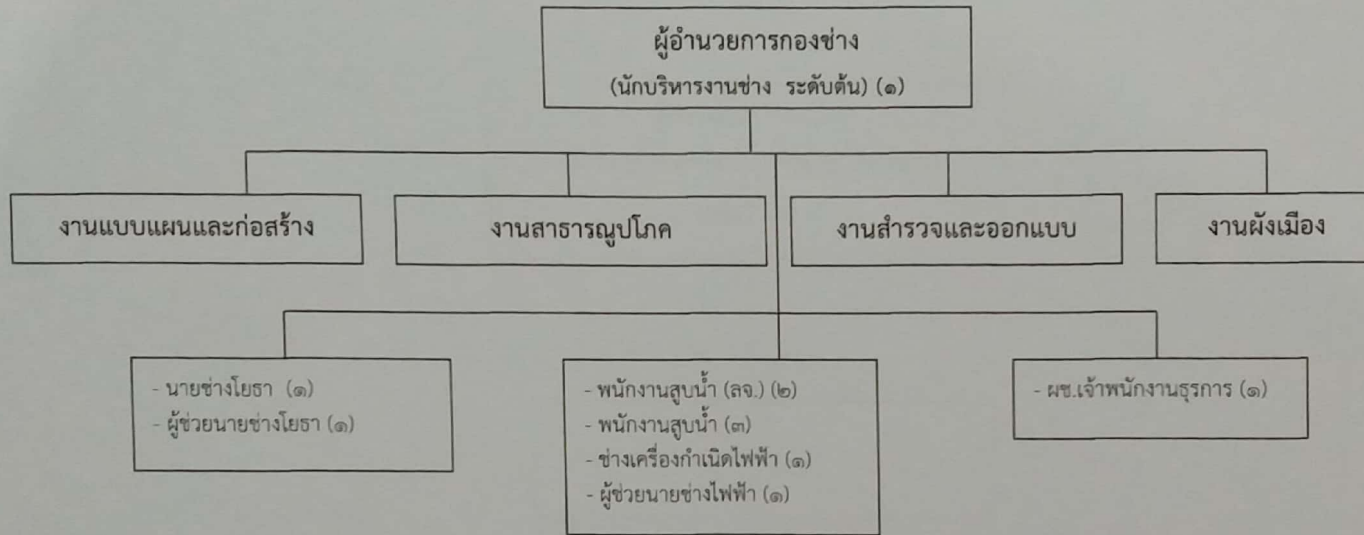 ผู้อำนวยการกองช่าง
(นักบริหารงานช่าง ระดับต้น) (๑)
งานแบบแผนและก่อสร้าง
งานสาธารณูปโภค
งานสำรวจและออกแบบ
งานผังเมือง
- นายช่างโยธา (๑)
- ผู้ช่วยนายช่างโยธา (๑)
- พนักงานสูบน้ำ (ลจ.) (๒)
- พนักงานสูบน้ำ (๓)
- ช่างเครื่องกำเนิดไฟฟ้า (๑)
- ผู้ช่วยนายช่างไฟฟ้า (๑)
- ผช.เจ้าพนักงานธุรการ (๑)